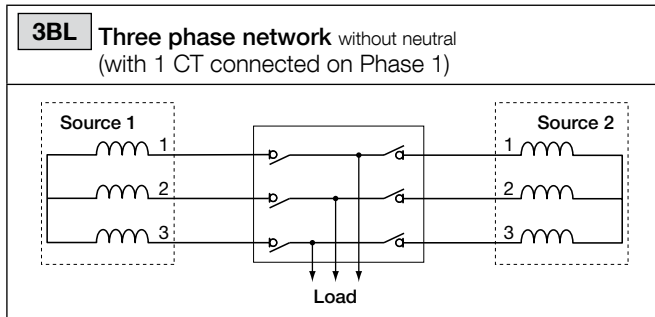 3BL Three phase network without neutral
(with 1 CT connected on Phase 1)
Source 1
Source 2
1
1
2
2
3
3
Load